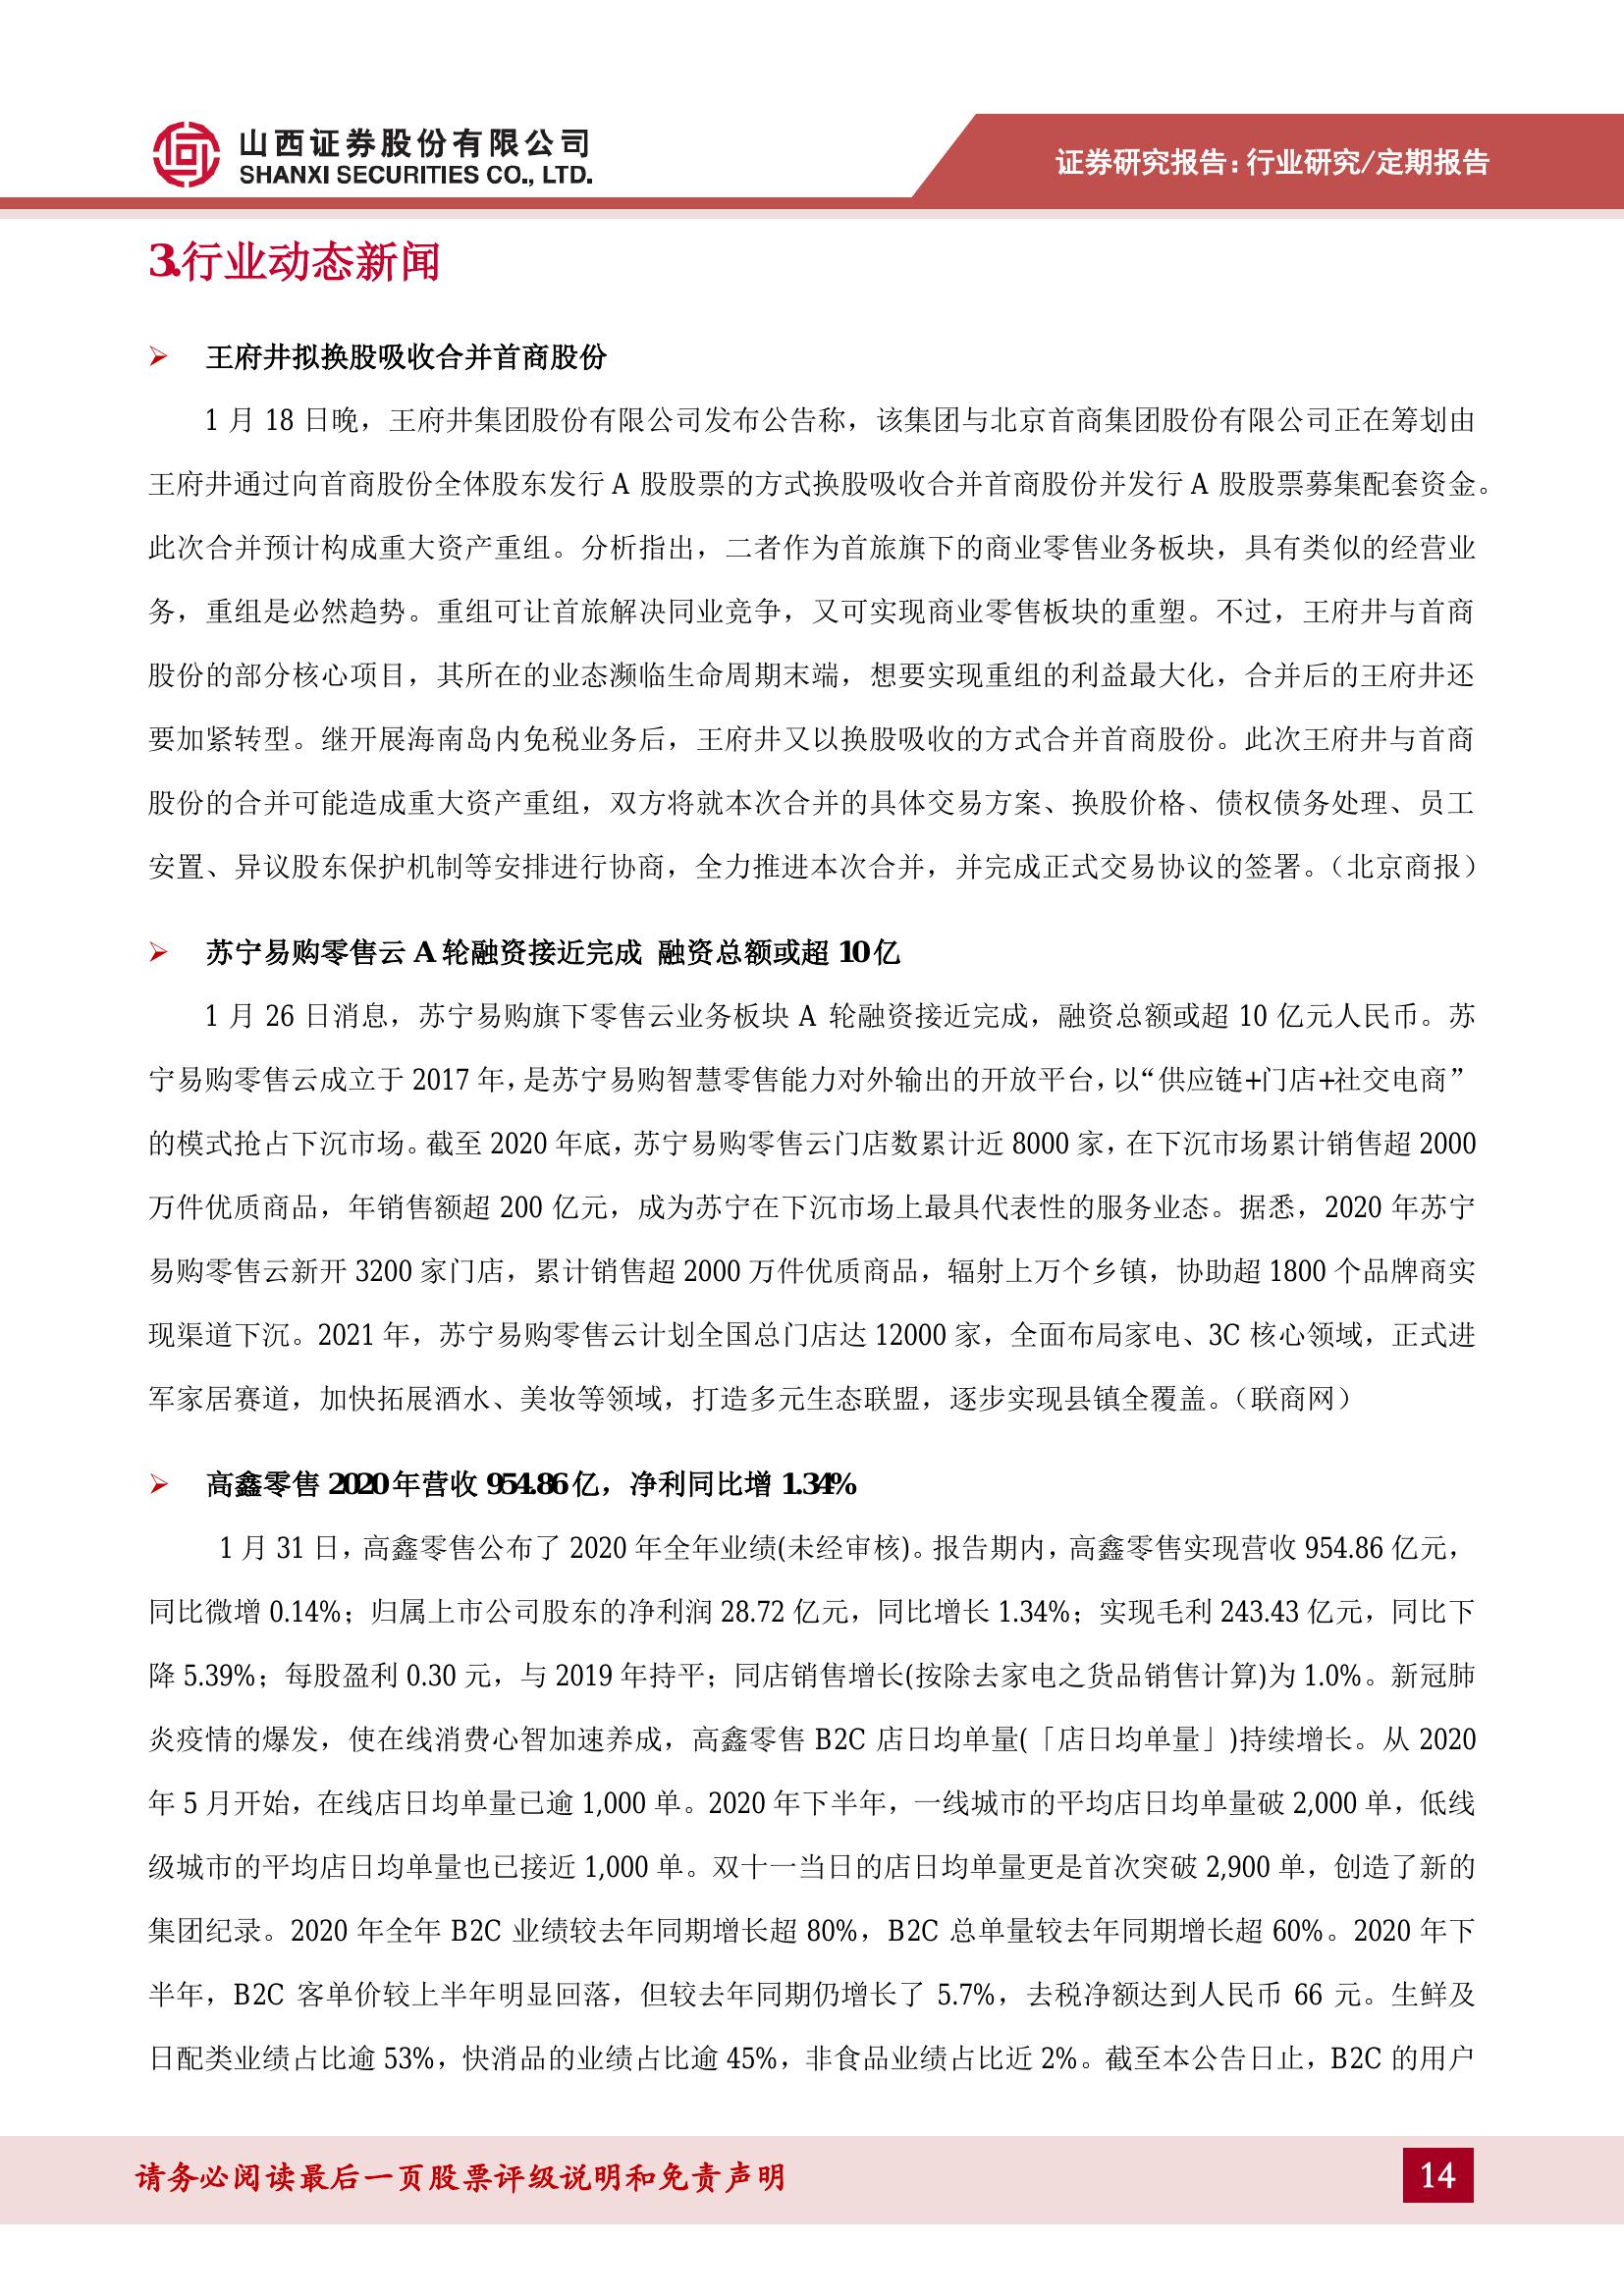 山西证券股份有限公司
SHANXI SECURITIES CO., LTD.
证券研究报告:行业研究/定期报告
3.行业动态新闻
王府井拟换股吸收合并首商股份
1 月 18 日晚，王府井集团股份有限公司发布公告称，该集团与北京首商集团股份有限公司正在筹划由
王府井通过向首商股份全体股东发行 A 股股票的方式换股吸收合并首商股份并发行 A 股股票募集配套资金。
此次合并预计构成重大资产重组。分析指出，二者作为首旅旗下的商业零售业务板块，具有类似的经营业
务，重组是必然趋势。重组可让首旅解决同业竞争，又可实现商业零售板块的重塑。不过，王府井与首商
股份的部分核心项目，其所在的业态濒临生命周期末端，想要实现重组的利益最大化，合并后的王府井还
要加紧转型。继开展海南岛内免税业务后，王府井又以换股吸收的方式合并首商股份。此次王府井与首商
股份的合并可能造成重大资产重组，双方将就本次合并的具体交易方案、换股价格、债权债务处理、员工
安置、异议股东保护机制等安排进行协商，全力推进本次合并，并完成正式交易协议的签署。（北京商报）
苏宁易购零售云 A 轮融资接近完成 融资总额或超 10 亿
1 月 26 日消息，苏宁易购旗下零售云业务板块 A 轮融资接近完成，融资总额或超 10 亿元人民币。苏
宁易购零售云成立于 2017 年，是苏宁易购智慧零售能力对外输出的开放平台，以“供应链+门店+社交电商”
的模式抢占下沉市场。截至 2020 年底，苏宁易购零售云门店数累计近 8000 家，在下沉市场累计销售超 2000
万件优质商品，年销售额超 200 亿元，成为苏宁在下沉市场上最具代表性的服务业态。据悉，2020 年苏宁
易购零售云新开 3200 家门店，累计销售超 2000 万件优质商品，辐射上万个乡镇，协助超 1800 个品牌商实
现渠道下沉。2021 年，苏宁易购零售云计划全国总门店达 12000 家，全面布局家电、3C 核心领域，正式进
军家居赛道，加快拓展酒水、美妆等领域，打造多元生态联盟，逐步实现县镇全覆盖。（联商网）
高鑫零售 2020 年营收 954.86 亿，净利同比增 1.34%
1 月 31 日，高鑫零售公布了 2020 年全年业绩(未经审核)。报告期内，高鑫零售实现营收 954.86 亿元，
同比微增 0.14%；归属上市公司股东的净利润 28.72 亿元，同比增长 1.34%；实现毛利 243.43 亿元，同比下
降 5.39%；每股盈利 0.30 元，与 2019 年持平；同店销售增长(按除去家电之货品销售计算)为 1.0%。新冠肺
炎疫情的爆发，使在线消费心智加速养成，高鑫零售 B2C 店日均单量(「店日均单量」)持续增长。从 2020
年 5 月开始，在线店日均单量已逾 1,000 单。2020 年下半年，一线城市的平均店日均单量破 2,000 单，低线
级城市的平均店日均单量也已接近 1,000 单。双十一当日的店日均单量更是首次突破 2,900 单，创造了新的
集团纪录。2020 年全年 B2C 业绩较去年同期增长超 80%，B2C 总单量较去年同期增长超 60%。2020 年下
半年，B2C 客单价较上半年明显回落，但较去年同期仍增长了 5.7%，去税净额达到人民币 66 元。生鲜及
日配类业绩占比逾 53%，快消品的业绩占比逾 45%，非食品业绩占比近 2%。截至本公告日止，B2C 的用户
请务必阅读最后一页股票评级说明和免责声明
14